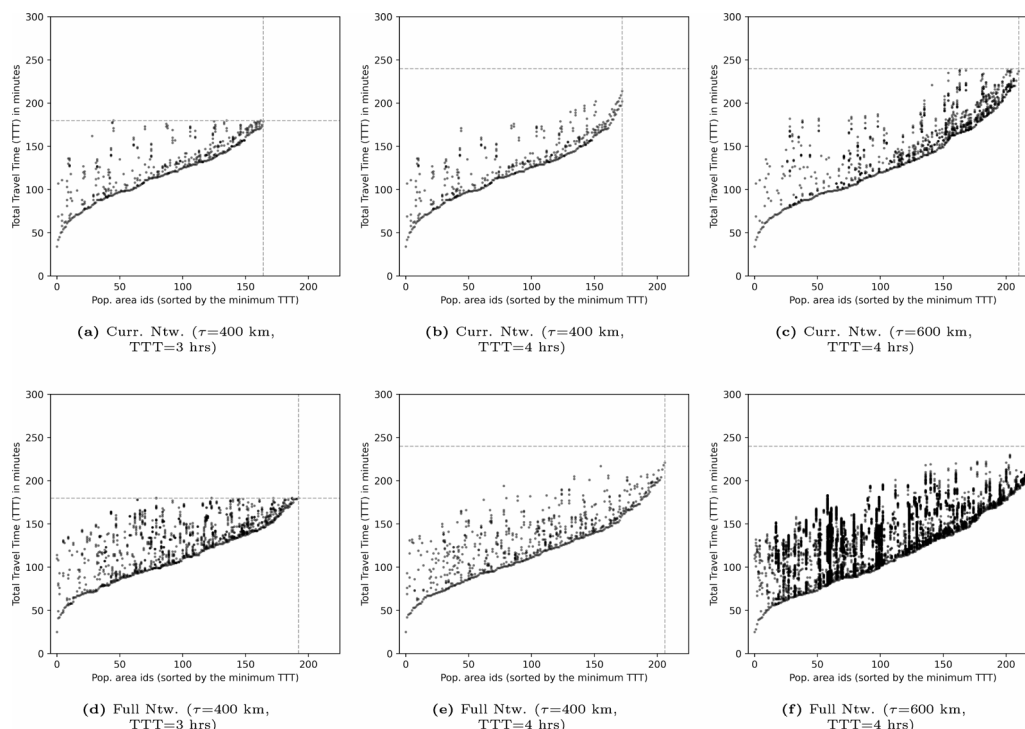 300
250
200
150
100
50
0
Total Travel Time (TTT) in minutes
0 50 100 150 200
Pop. area ids (sorted by the minimum TTT)
(a) Curr. Ntw. (τ=400 km,
TTT=3 hrs)
300
250
200
150
100
50
0
Total Travel Time (TTT) in minutes
0 50 100 150 200
Pop. area ids (sorted by the minimum TTT)
(b) Curr. Ntw. (τ=400 km,
TTT=4 hrs)
300
250
200
150
100
50
0
Total Travel Time (TTT) in minutes
0 50 100 150 200
Pop. area ids (sorted by the minimum TTT)
(c) Curr. Ntw. (τ=600 km,
TTT=4 hrs)
300
250
200
150
100
50
0
Total Travel Time (TTT) in minutes
0 50 100 150 200
Pop. area ids (sorted by the minimum TTT)
(d) Full Ntw. (τ=400 km,
TTT=3 hrs)
300
250
200
150
100
50
0
Total Travel Time (TTT) in minutes
0 50 100 150 200
Pop. area ids (sorted by the minimum TTT)
(e) Full Ntw. (τ=400 km,
TTT=4 hrs)
300
250
200
150
100
50
0
Total Travel Time (TTT) in minutes
0 50 100 150 200
Pop. area ids (sorted by the minimum TTT)
(f) Full Ntw. (τ=600 km,
TTT=4 hrs)